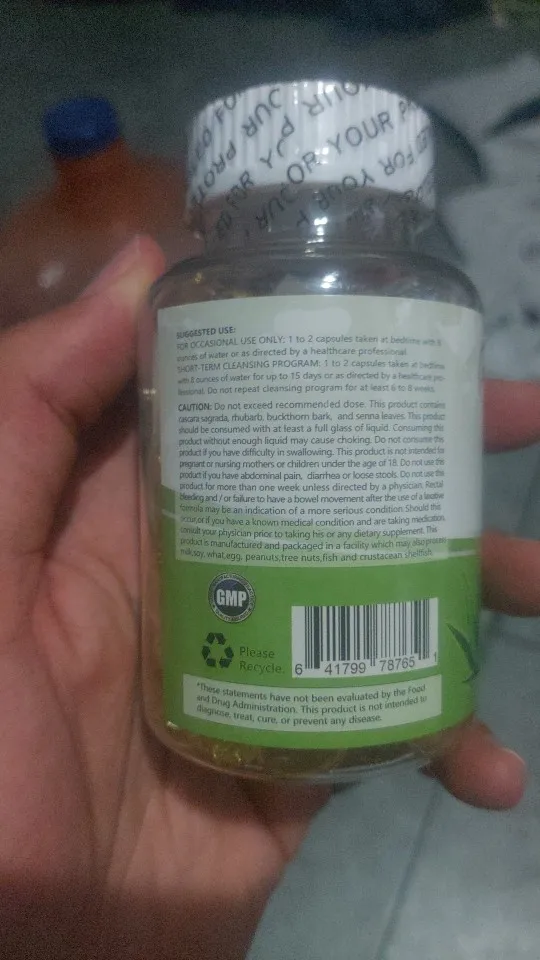 FOR YOUR
SUGGESTED USE:
FOR OCCASIONAL USE ONLY: 1 to 2 capsules taken at bedtime with 8
ounces of water or as directed by a healthcare professional.
SHORT-TERM CLEANSING PROGRAM: 1 to 2 capsules taken at bedtime
with 8 ounces of water for up to 15 days or as directed by a healthcare pro-
fessional. Do not repeat cleansing program for at least 6 to 8 weeks.
CAUTION: Do not exceed recommended dose. This product contains
cascara sagrada, rhubarb, buckthorn bark, and senna leaves. This product
should be consumed with at least a full glass of liquid. Consuming this
product without enough liquid may cause choking. Do not consume this
product if you have difficulty in swallowing. This product is not intended for
pregnant or nursing mothers or children under the age of 18. Do not use this
product if you have abdominal pain, diarrhea or loose stools. Do not use this
product for more than one week unless directed by a physician. Rectal
bleeding and / or failure to have a bowel movement after the use of a laxative
formula may be an indication of a more serious condition. Should this
occur, or if you have a known medical condition and are taking medication,
consult your physician prior to taking his or any dietary supplement. This
product is manufactured and packaged in a facility which may also process
milk, soy, what, egg, peanuts, tree nuts, fish and crustacean shellfish.
GMP
Please
Recycle.
6 41799 78765 1
*These statements have not been evaluated by the Food
and Drug Administration. This product is not intended to
diagnose, treat, cure, or prevent any disease.